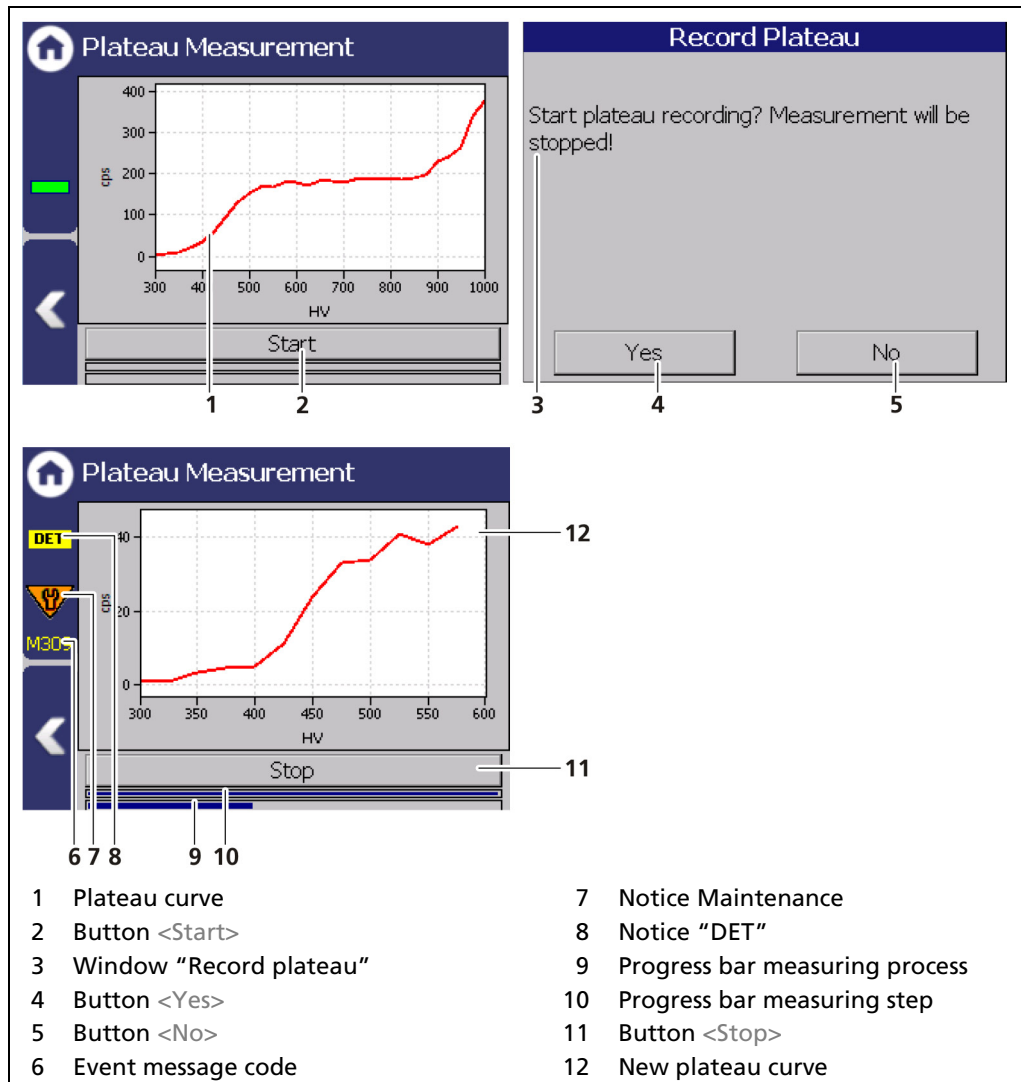 Plateau Measurement
400
300
200
100
0
cps
300 40 500 600 700 800 900 1000
HV
Start
1 2
Record Plateau
Start plateau recording? Measurement will be
stopped!
Yes No
3 4 5
Plateau Measurement
DET
40
20
0
cps
300 350 400 450 500 550 600
HV
Stop
12
11
6 7 8 9 10
1 Plateau curve
2 Button <Start>
3 Window “Record plateau”
4 Button <Yes>
5 Button <No>
6 Event message code
7 Notice Maintenance
8 Notice “DET”
9 Progress bar measuring process
10 Progress bar measuring step
11 Button <Stop>
12 New plateau curve